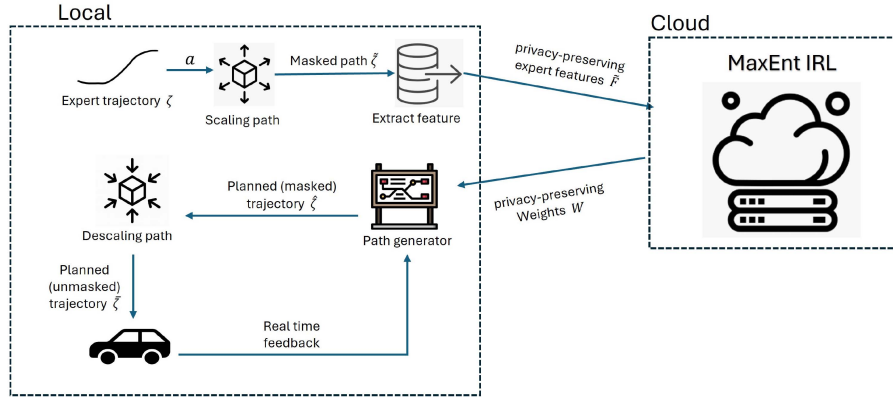 Local
Cloud
a
Masked path ζ̃
Expert trajectory ζ
Scaling path
Extract feature
privacy-preserving
expert features F̃
MaxEnt IRL
Planned (masked)
trajectory ζ̂
privacy-preserving
Weights W
Descaling path
Path generator
Planned
(unmasked)
trajectory ζ̄
Real time
feedback